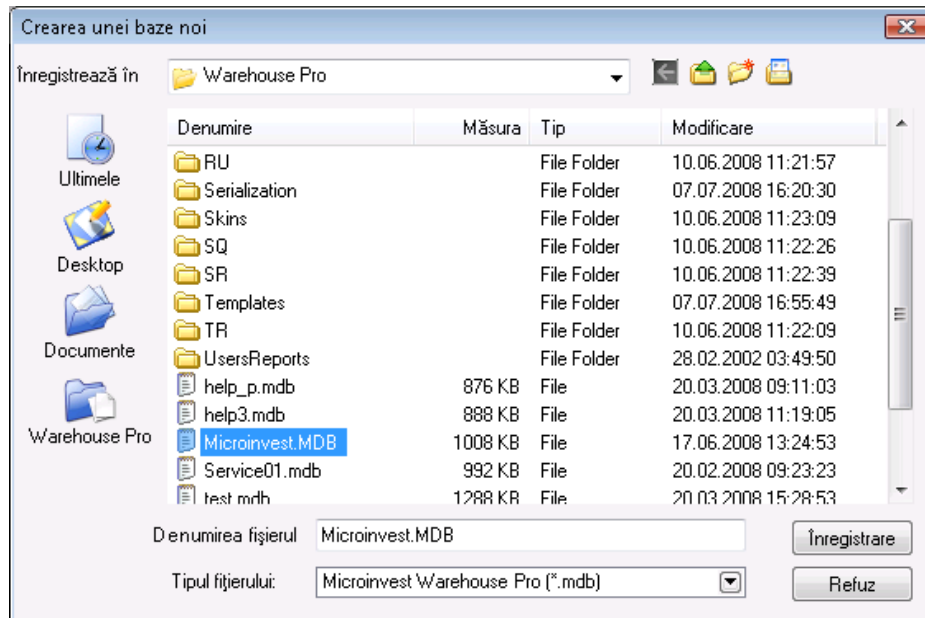 Crearea unei baze noi
Înregistrează în Warehouse Pro
Denumire Măsura Tip Modificare
RU File Folder 10.06.2008 11:21:57
Serialization File Folder 07.07.2008 16:20:30
Skins File Folder 10.06.2008 11:23:09
SQ File Folder 10.06.2008 11:22:26
SR File Folder 10.06.2008 11:22:39
Templates File Folder 07.07.2008 16:55:49
TR File Folder 10.06.2008 11:22:09
UsersReports File Folder 28.02.2002 03:49:50
help_p.mdb 876 KB File 20.03.2008 09:11:03
help3.mdb 888 KB File 20.03.2008 11:19:05
Microinvest.MDB 1008 KB File 17.06.2008 13:24:53
Service01.mdb 992 KB File 20.02.2008 09:23:23
test.mdb 1288 KB File 20.03.2008 15:28:53
Ultimele
Desktop
Documente
Warehouse Pro
Denumirea fişierul Microinvest.MDB Înregistrare
Tipul fiţierului: Microinvest Warehouse Pro (*.mdb) Refuz